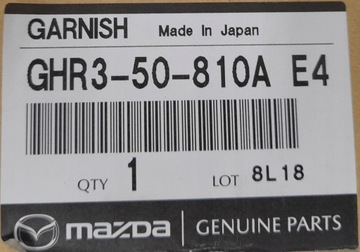 GARNISH Made In Japan
GHR3-50-810A E4
QTY 1 LOT 8L18
mazda GENUINE PARTS